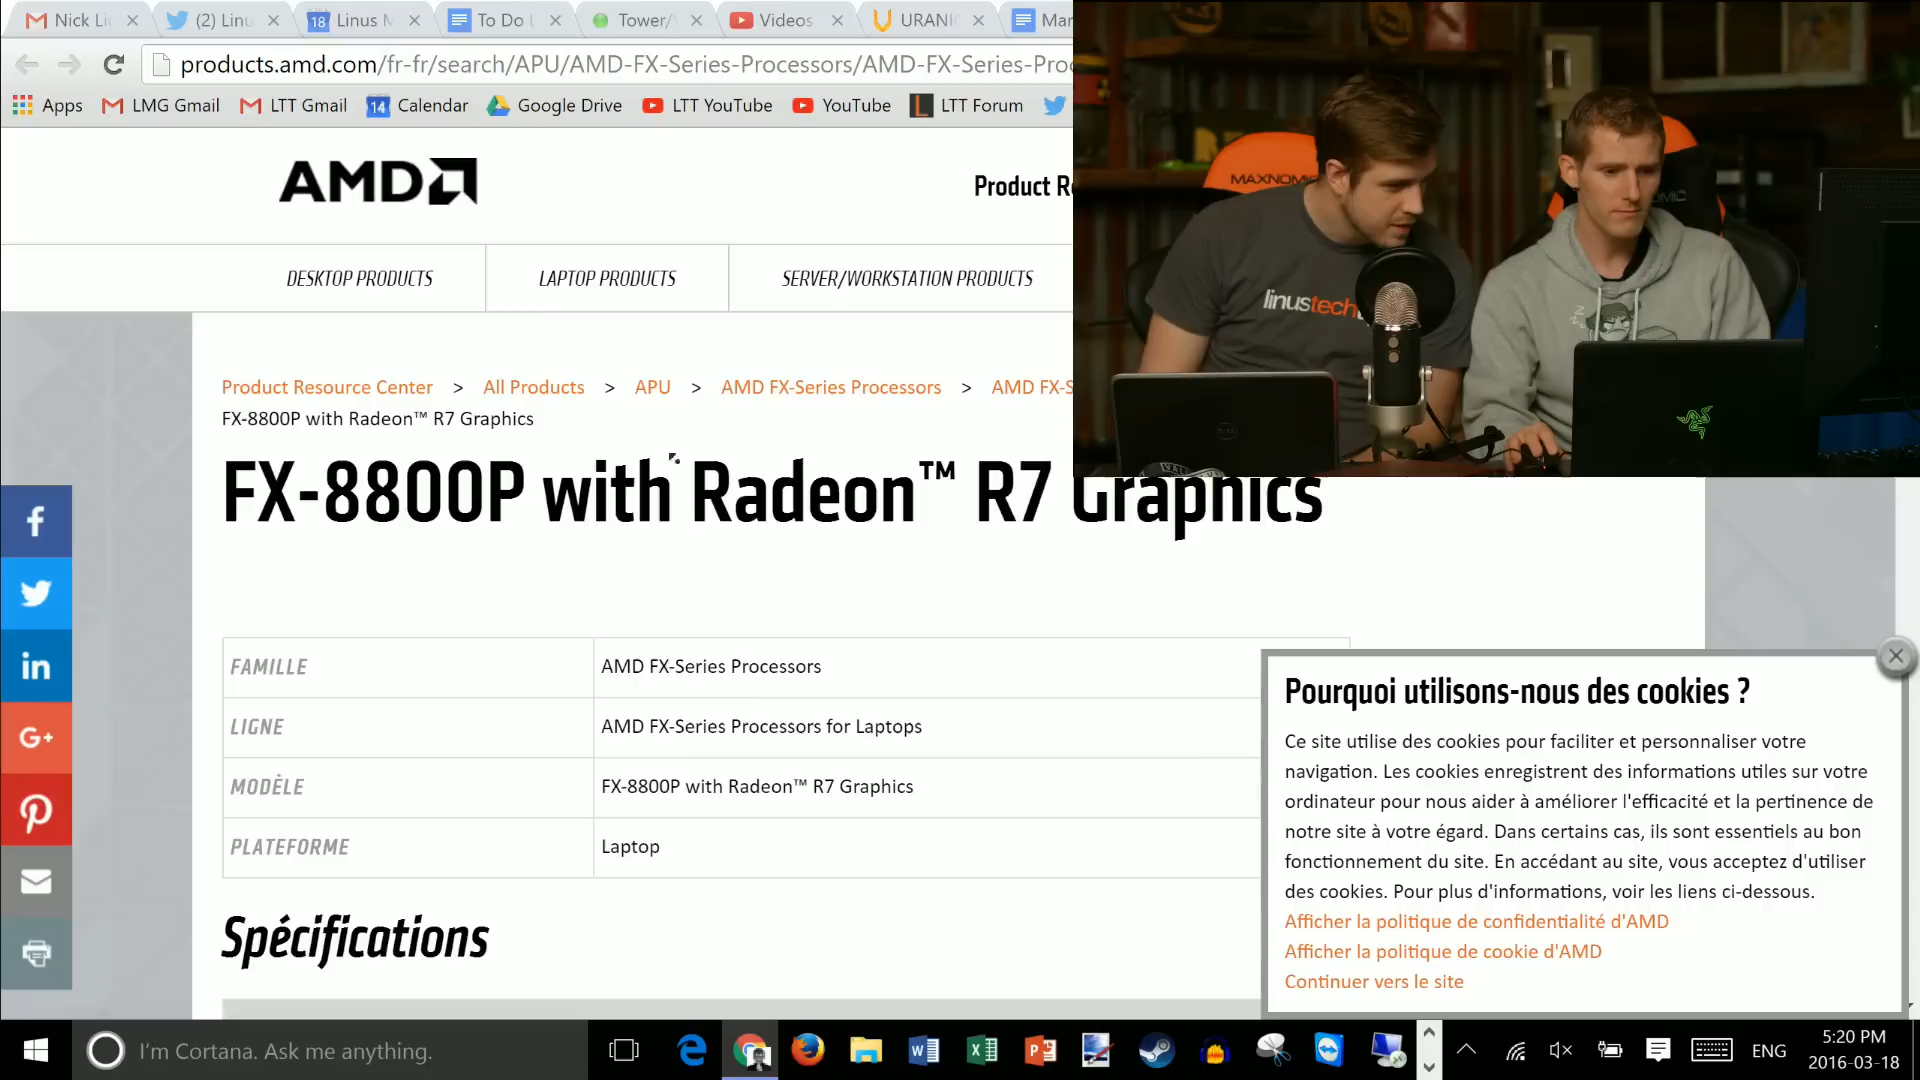 Nick Li
(2) Linu
18 Linus M
To Do L
Tower/
Videos
URANI
Mar
products.amd.com/fr-fr/search/APU/AMD-FX-Series-Processors/AMD-FX-Series-Pro
Apps
LMG Gmail
LTT Gmail
14 Calendar
Google Drive
LTT YouTube
YouTube
LTT Forum
AMD
Product R
DESKTOP PRODUCTS
LAPTOP PRODUCTS
SERVER/WORKSTATION PRODUCTS
MAXNOMIC
linustech
Product Resource Center > All Products > APU > AMD FX-Series Processors > AMD FX-S
FX-8800P with Radeon™ R7 Graphics
FX-8800P with Radeon™ R7 Graphics
FAMILLE AMD FX-Series Processors
LIGNE AMD FX-Series Processors for Laptops
MODÈLE FX-8800P with Radeon™ R7 Graphics
PLATEFORME Laptop
Spécifications
f
in
G+
Pourquoi utilisons-nous des cookies ?
Ce site utilise des cookies pour faciliter et personnaliser votre
navigation. Les cookies enregistrent des informations utiles sur votre
ordinateur pour nous aider à améliorer l'efficacité et la pertinence de
notre site à votre égard. Dans certains cas, ils sont essentiels au bon
fonctionnement du site. En accédant au site, vous acceptez d'utiliser
des cookies. Pour plus d'informations, voir les liens ci-dessous.
Afficher la politique de confidentialité d'AMD
Afficher la politique de cookie d'AMD
Continuer vers le site
I'm Cortana. Ask me anything.
ENG
5:20 PM
2016-03-18